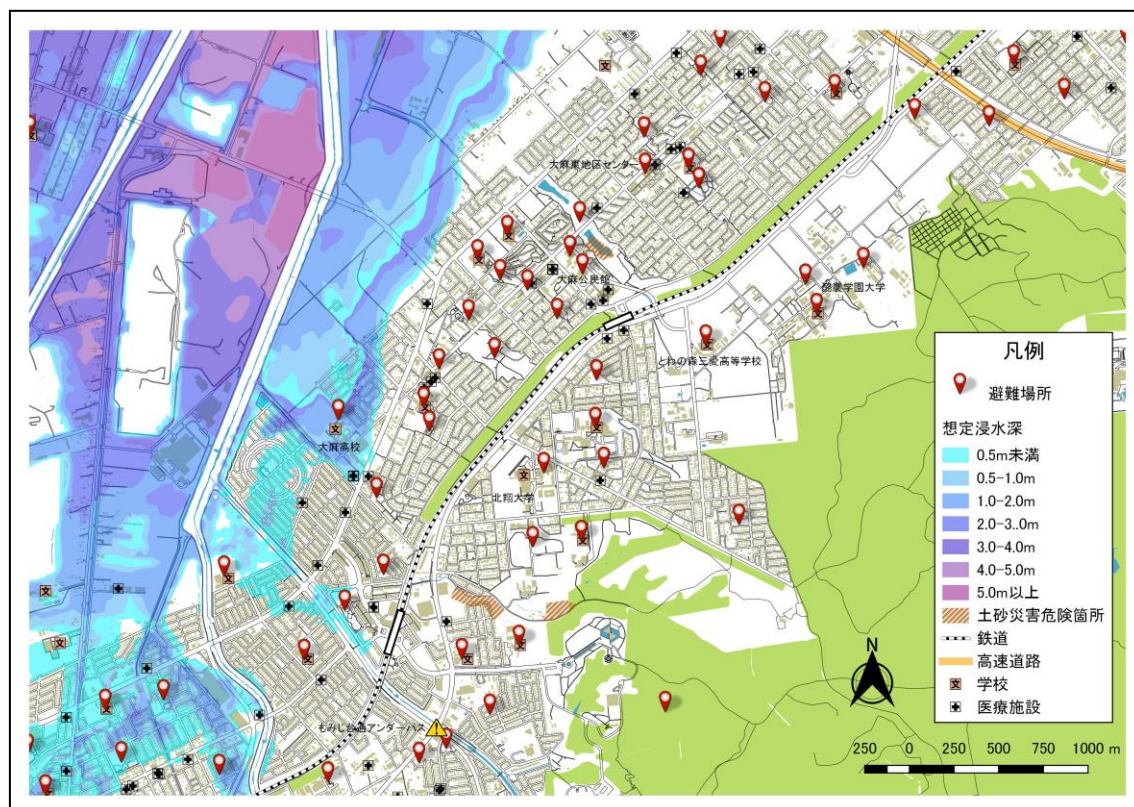 大麻東地区センター
大麻公民館
酪農学園大学
とわの森三愛高等学校
大麻高校
北翔大学
もみじ台通アンダーパス
凡例
避難場所
想定浸水深
0.5m未満
0.5-1.0m
1.0-2.0m
2.0-3.0m
3.0-4.0m
4.0-5.0m
5.0m以上
土砂災害危険箇所
鉄道
高速道路
文 学校
医療施設
N
250 0 250 500 750 1000 m